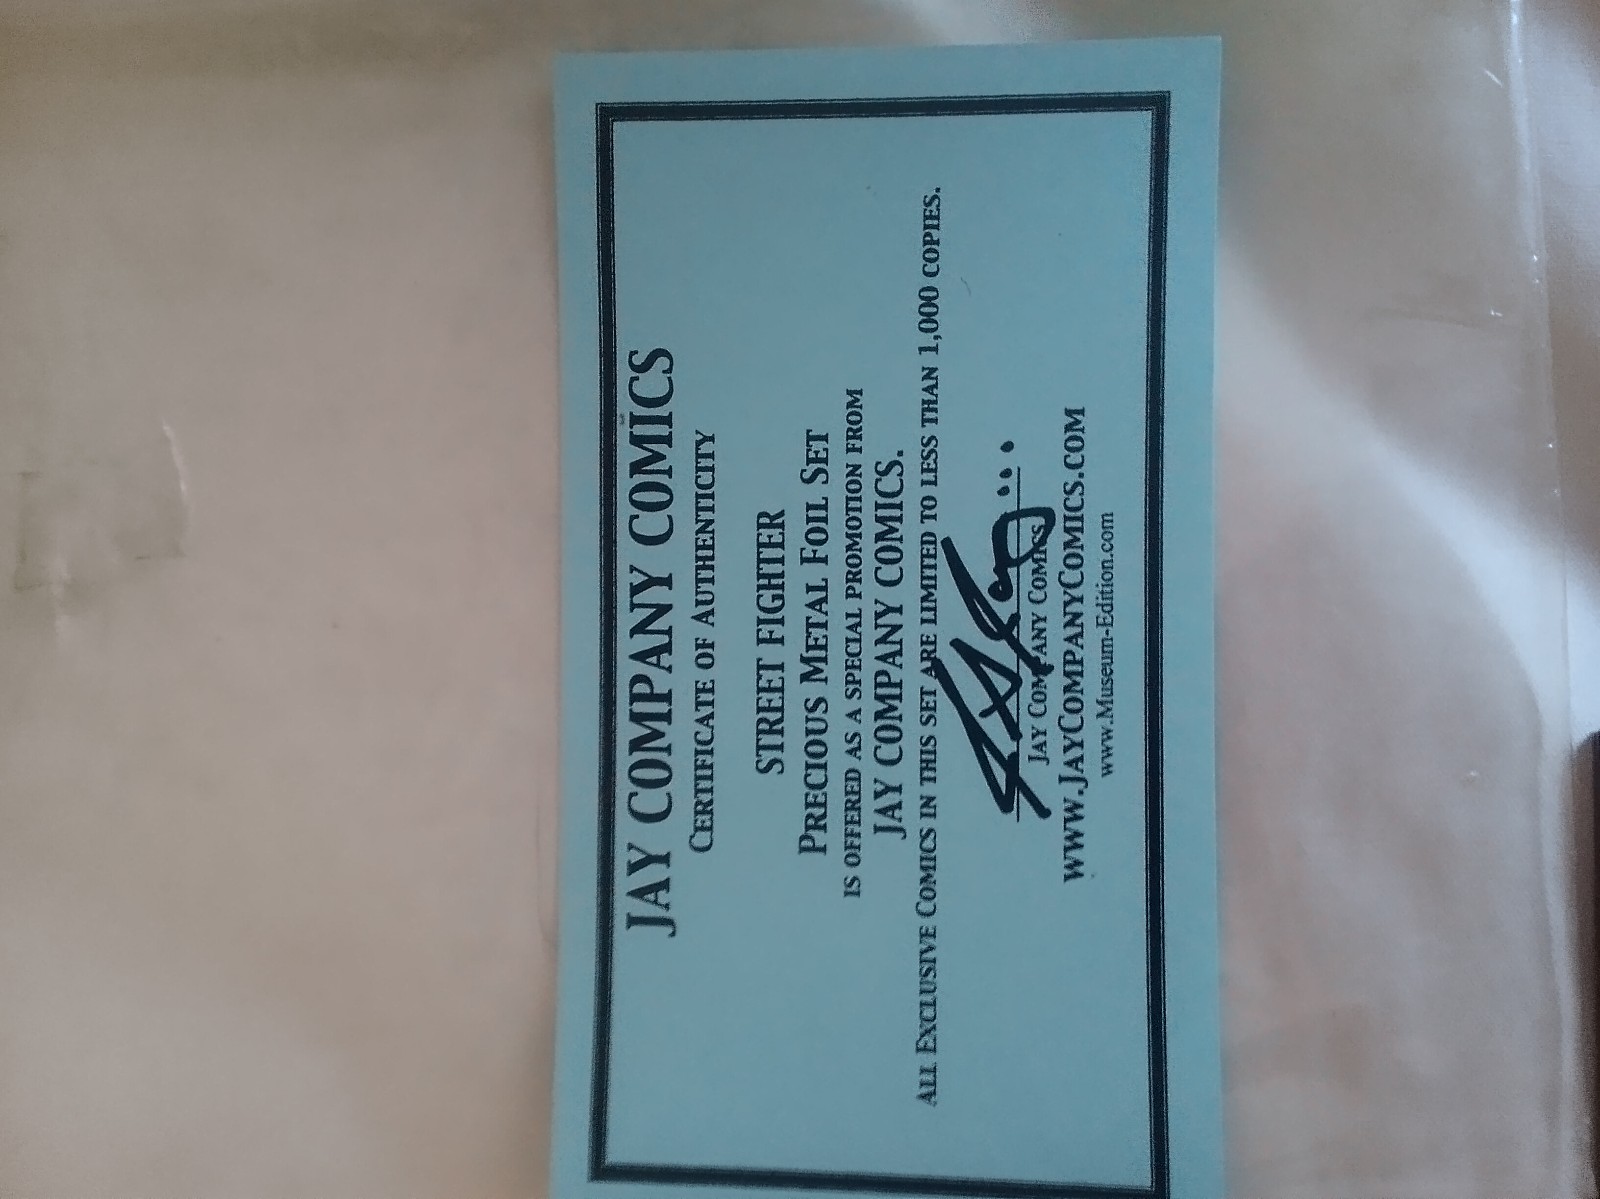 JAY COMPANY COMICS
CERTIFICATE OF AUTHENTICITY
STREET FIGHTER
PRECIOUS METAL FOIL SET
IS OFFERED AS A SPECIAL PROMOTION FROM
JAY COMPANY COMICS.
ALL EXCLUSIVE COMICS IN THIS SET ARE LIMITED TO LESS THAN 1,000 COPIES.
JAY COMPANY COMICS
WWW.JAYCOMPANYCOMICS.COM
www.Museum-Edition.com